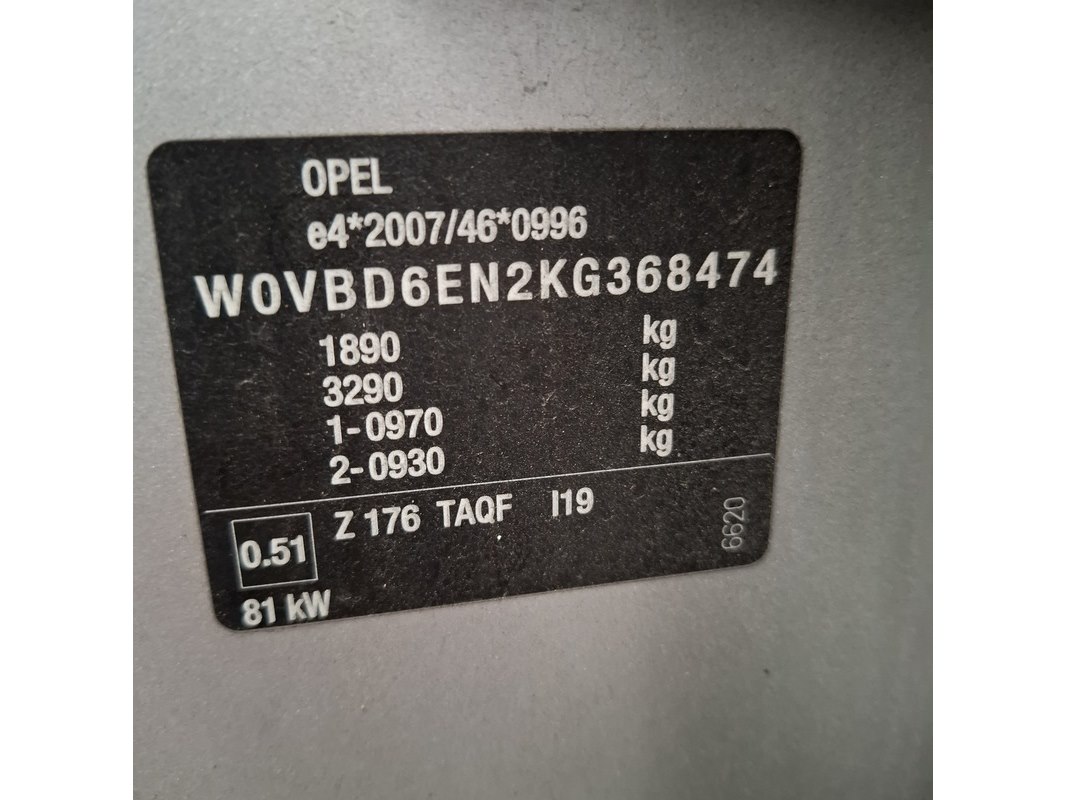 OPEL
e4*2007/46*0996
W0VBD6EN2KG368474
1890 kg
3290 kg
1-0970 kg
2-0930 kg
0.51 Z 176 TAQF I19
81 kW
6620